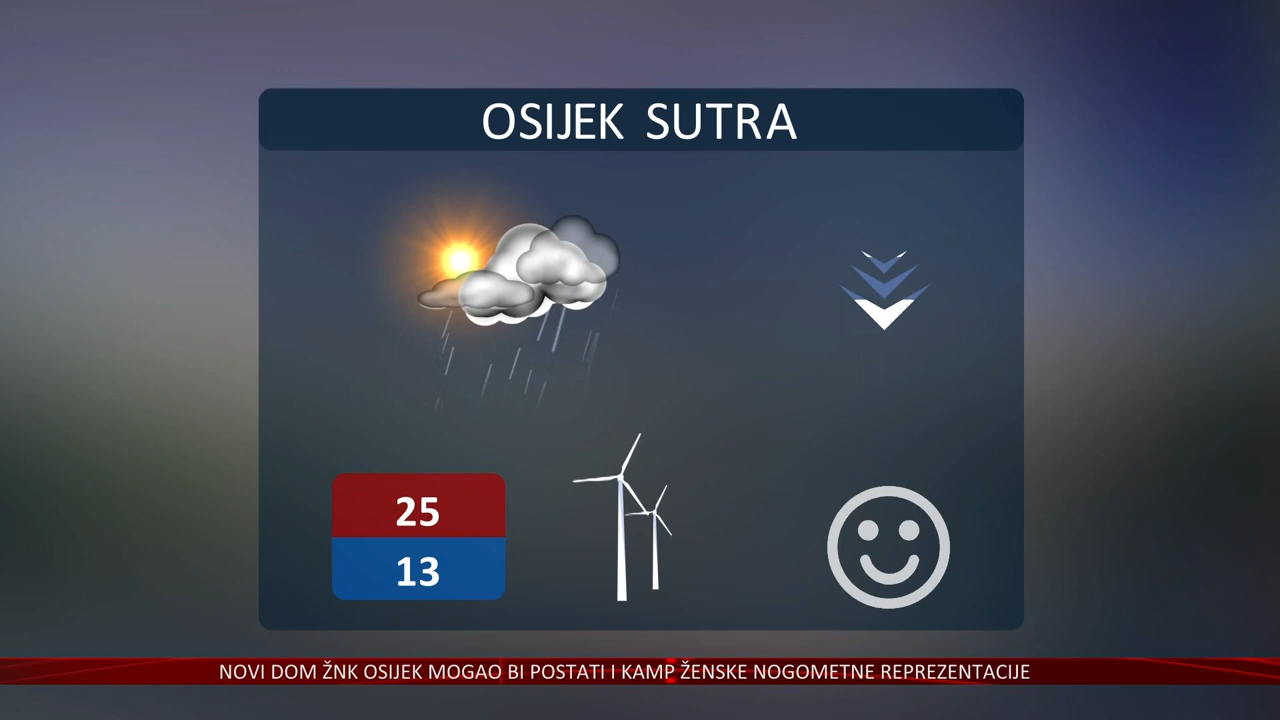 OSIJEK SUTRA
25
13
NOVI DOM ŽNK OSIJEK MOGAO BI POSTATI I KAMP ŽENSKE NOGOMETNE REPREZENTACIJE